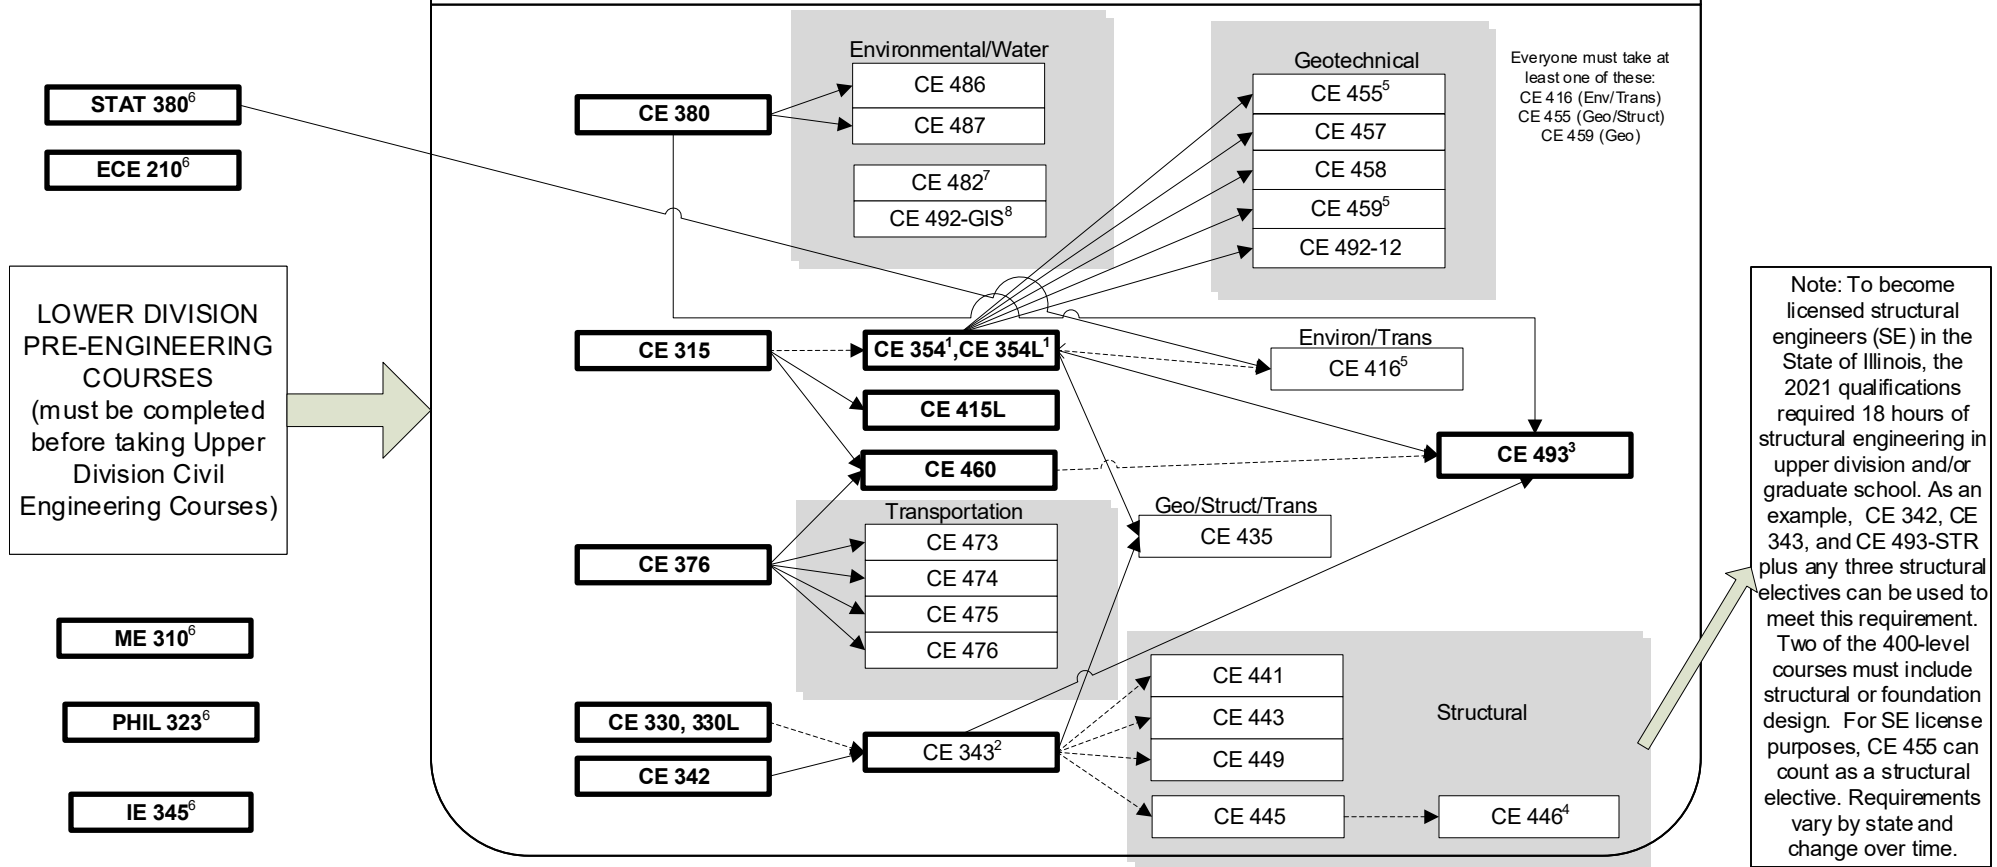 STAT 380⁶
ECE 210⁶
LOWER DIVISION
PRE-ENGINEERING
COURSES
(must be completed
before taking Upper
Division Civil
Engineering Courses)
ME 310⁶
PHIL 323⁶
IE 345⁶
CE 380
CE 315
CE 376
CE 330, 330L
CE 342
Environmental/Water
CE 486
CE 487
CE 482⁷
CE 492-GIS⁸
CE 354¹,CE 354L¹
CE 415L
CE 460
Transportation
CE 473
CE 474
CE 475
CE 476
CE 343²
Geotechnical
CE 455⁵
CE 457
CE 458
CE 459⁵
CE 492-12
Everyone must take at
least one of these:
CE 416 (Env/Trans)
CE 455 (Geo/Struct)
CE 459 (Geo)
Environ/Trans
CE 416⁵
CE 493³
Geo/Struct/Trans
CE 435
Structural
CE 441
CE 443
CE 449
CE 445
CE 446⁴
Note: To become
licensed structural
engineers (SE) in the
State of Illinois, the
2021 qualifications
required 18 hours of
structural engineering in
upper division and/or
graduate school. As an
example, CE 342, CE
343, and CE 493-STR
plus any three structural
electives can be used to
meet this requirement.
Two of the 400-level
courses must include
structural or foundation
design. For SE license
purposes, CE 455 can
count as a structural
elective. Requirements
vary by state and
change over time.